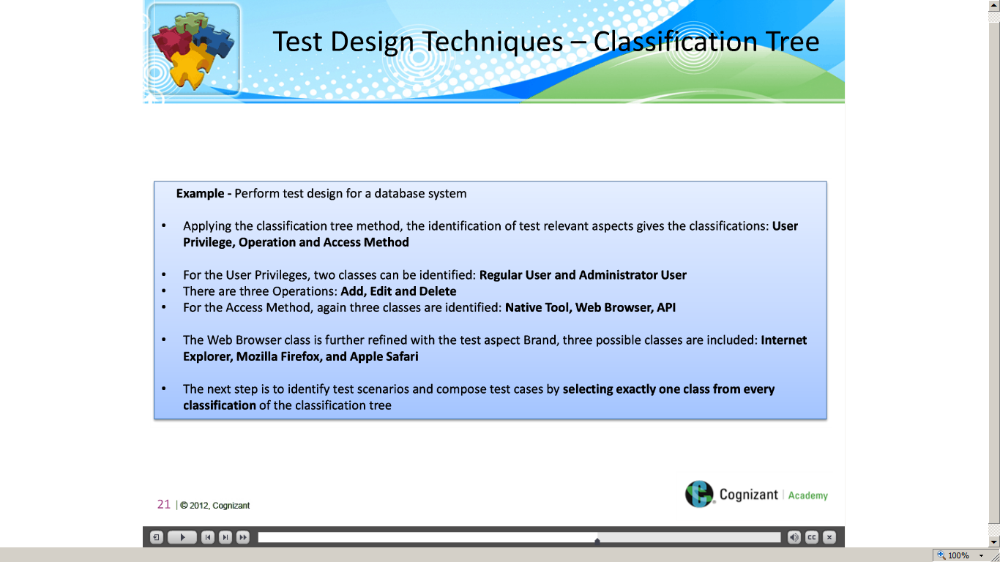 Test Design Techniques – Classification Tree
Example - Perform test design for a database system
• Applying the classification tree method, the identification of test relevant aspects gives the classifications: User
Privilege, Operation and Access Method
• For the User Privileges, two classes can be identified: Regular User and Administrator User
• There are three Operations: Add, Edit and Delete
• For the Access Method, again three classes are identified: Native Tool, Web Browser, API
• The Web Browser class is further refined with the test aspect Brand, three possible classes are included: Internet
Explorer, Mozilla Firefox, and Apple Safari
• The next step is to identify test scenarios and compose test cases by selecting exactly one class from every
classification of the classification tree
21 | © 2012, Cognizant
Cognizant | Academy
CC
100%